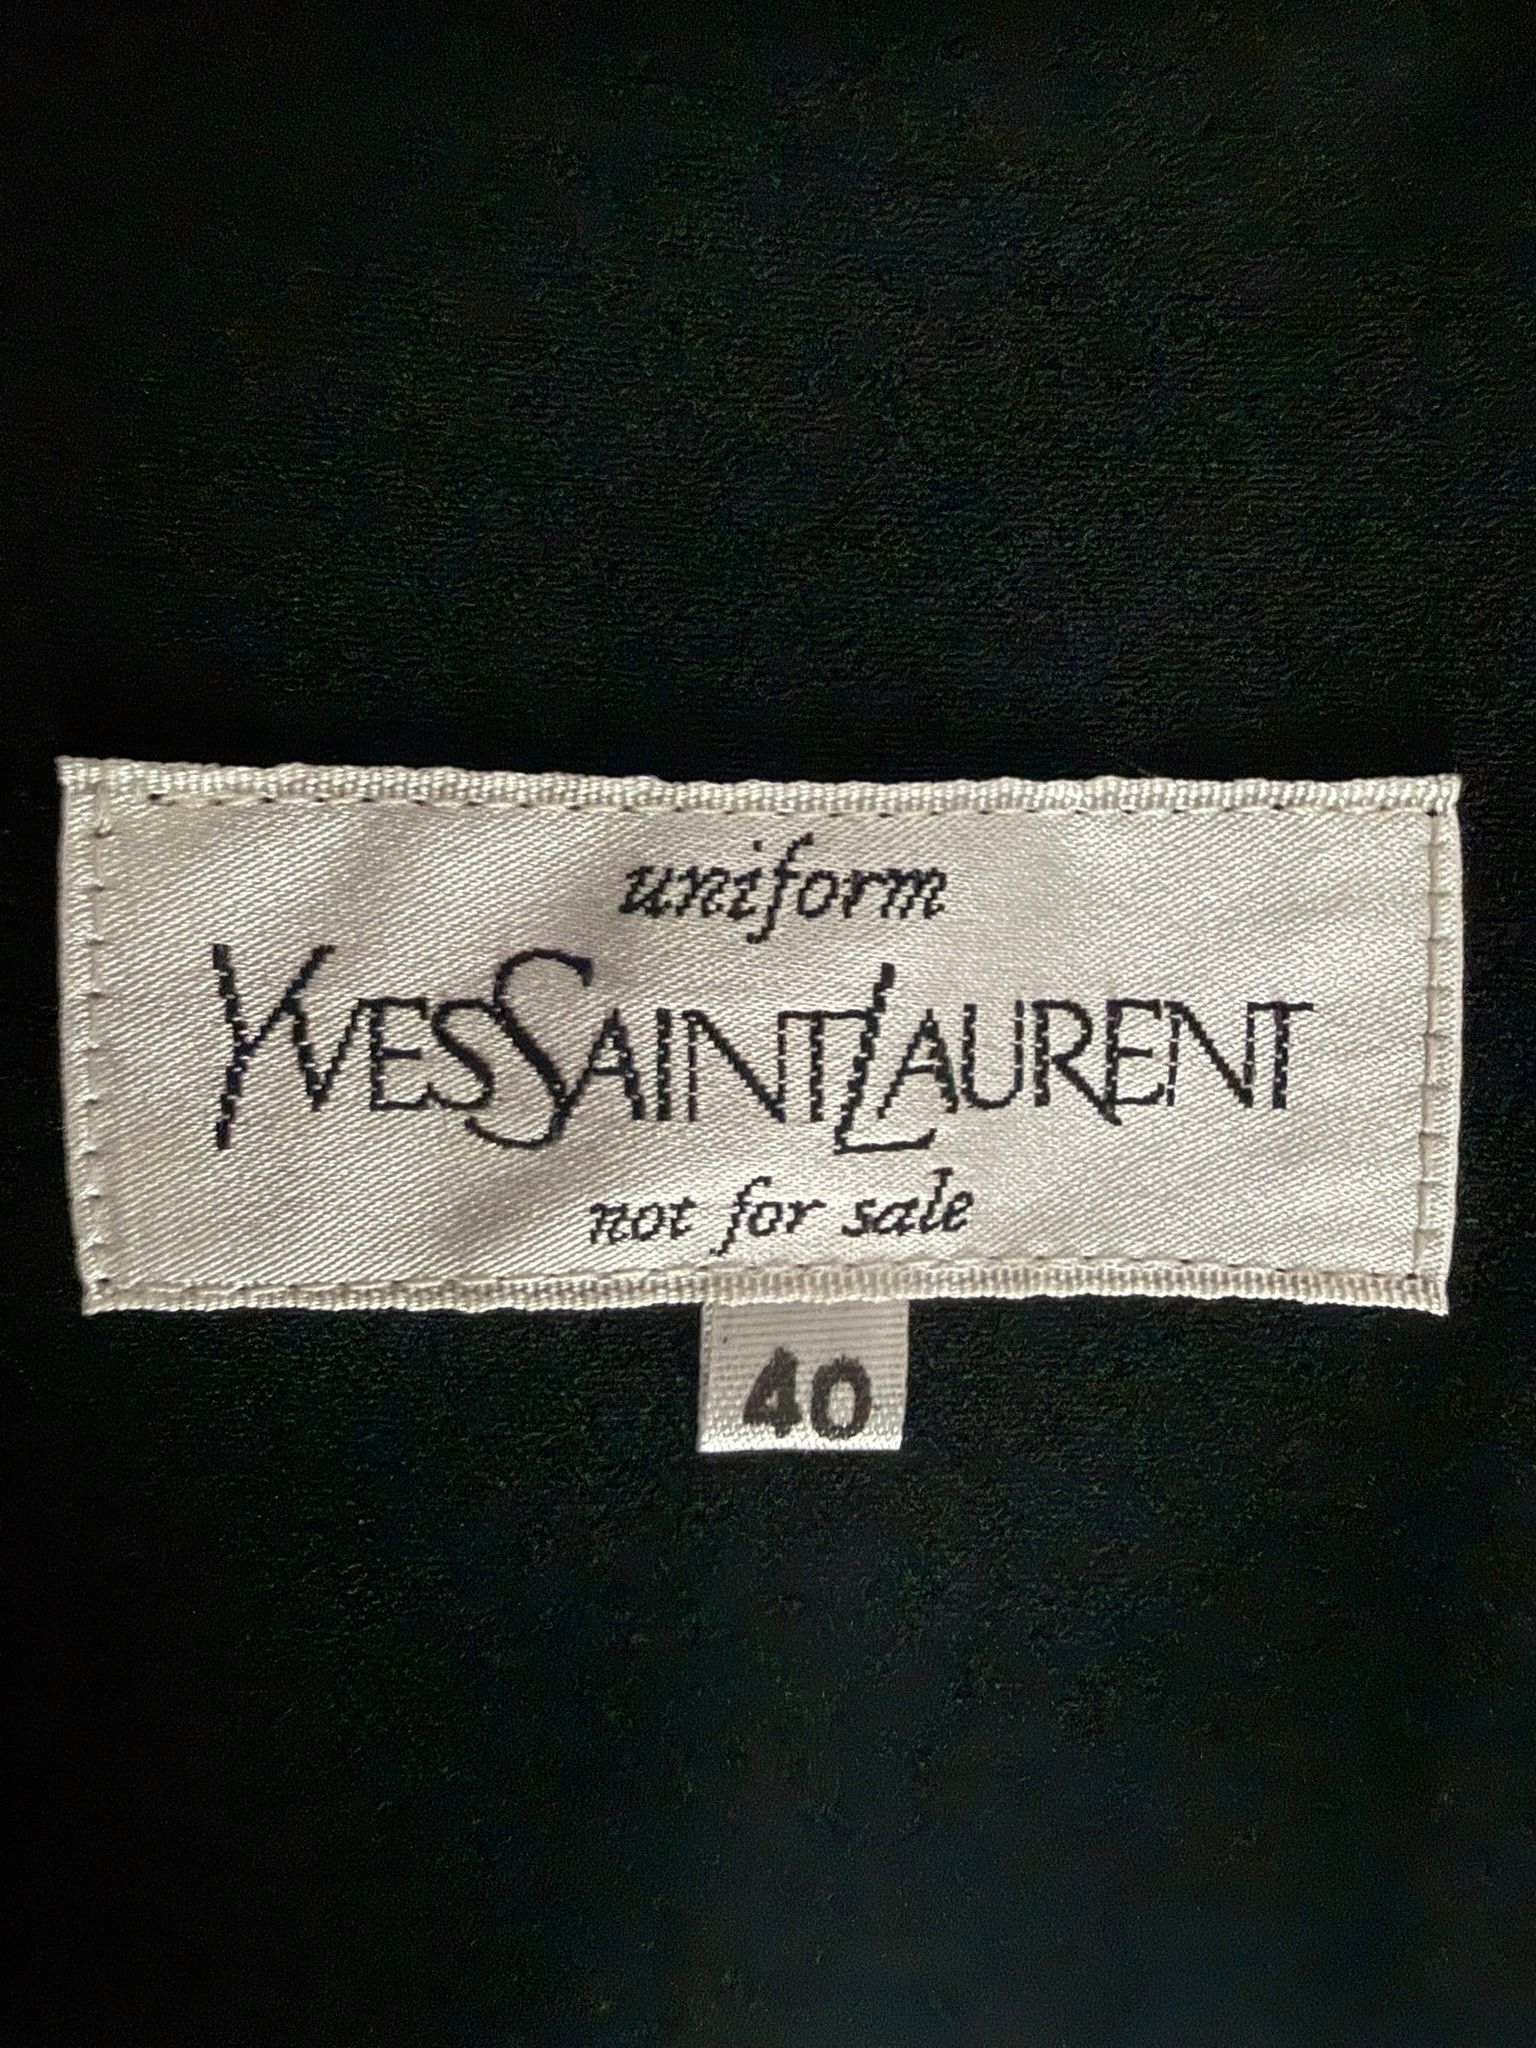 uniform
YVESSAINTLAURENT
not for sale
40